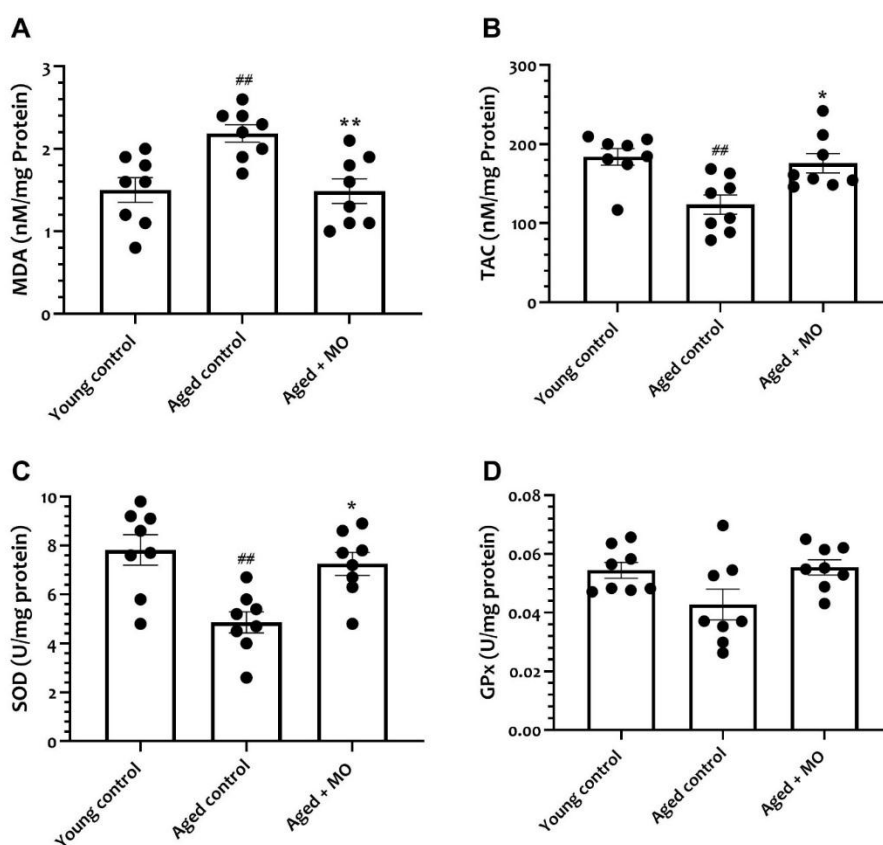 A
MDA (nM/mg Protein)
3
2
1
0
##
**
Young control
Aged control
Aged + MO
B
TAC (nM/mg Protein)
300
200
100
0
##
*
Young control
Aged control
Aged + MO
C
SOD (U/mg protein)
10
8
6
4
2
0
##
*
Young control
Aged control
Aged + MO
D
GPx (U/mg protein)
0.08
0.06
0.04
0.02
0.00
Young control
Aged control
Aged + MO